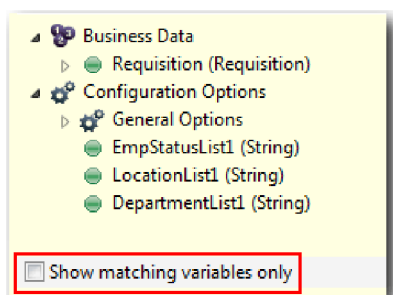 Business Data
Requisition (Requisition)
Configuration Options
General Options
EmpStatusList1 (String)
LocationList1 (String)
DepartmentList1 (String)
Show matching variables only